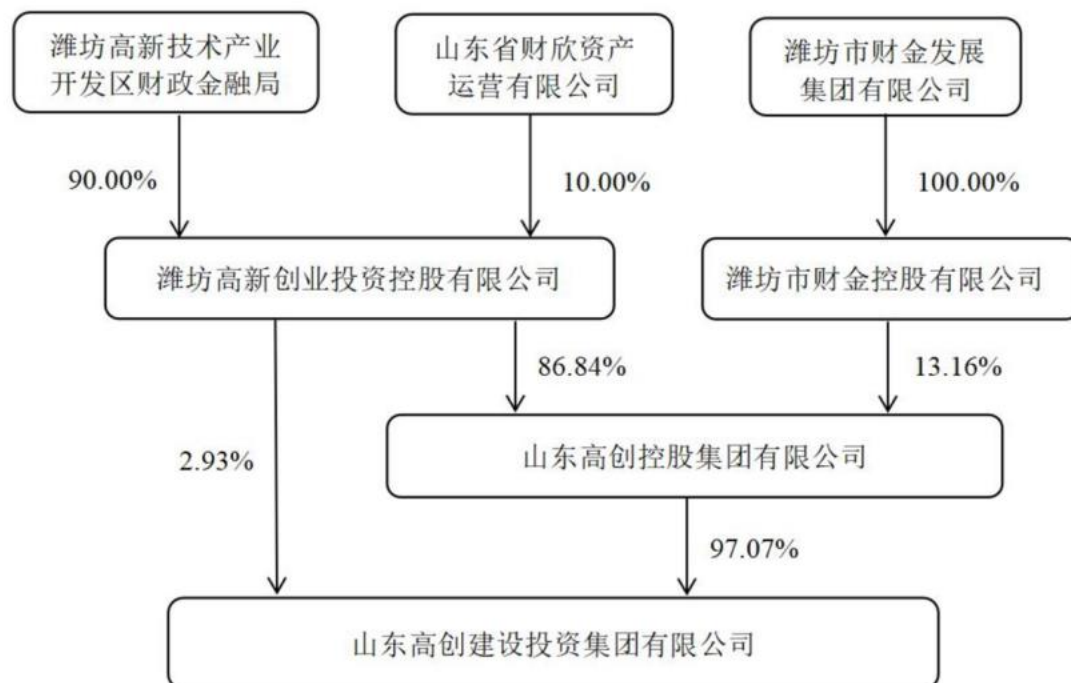 潍坊高新技术产业
开发区财政金融局
山东省财欣资产
运营有限公司
潍坊市财金发展
集团有限公司
90.00%
10.00%
100.00%
潍坊高新创业投资控股有限公司
潍坊市财金控股有限公司
86.84%
13.16%
2.93%
山东高创控股集团有限公司
97.07%
山东高创建设投资集团有限公司